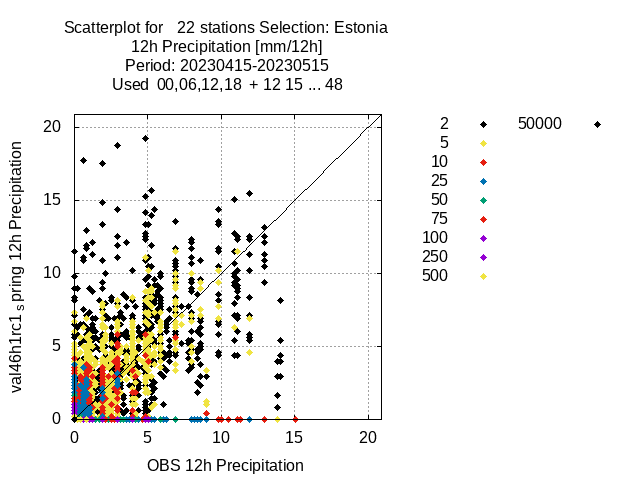 Scatterplot for 22 stations Selection: Estonia
12h Precipitation [mm/12h]
Period: 20230415-20230515
Used 00,06,12,18 + 12 15 ... 48
val46h1rc1 s pring 12h Precipitation
20
15
10
5
0
0 5 10 15 20
OBS 12h Precipitation
2 50000
5
10
25
50
75
100
250
500